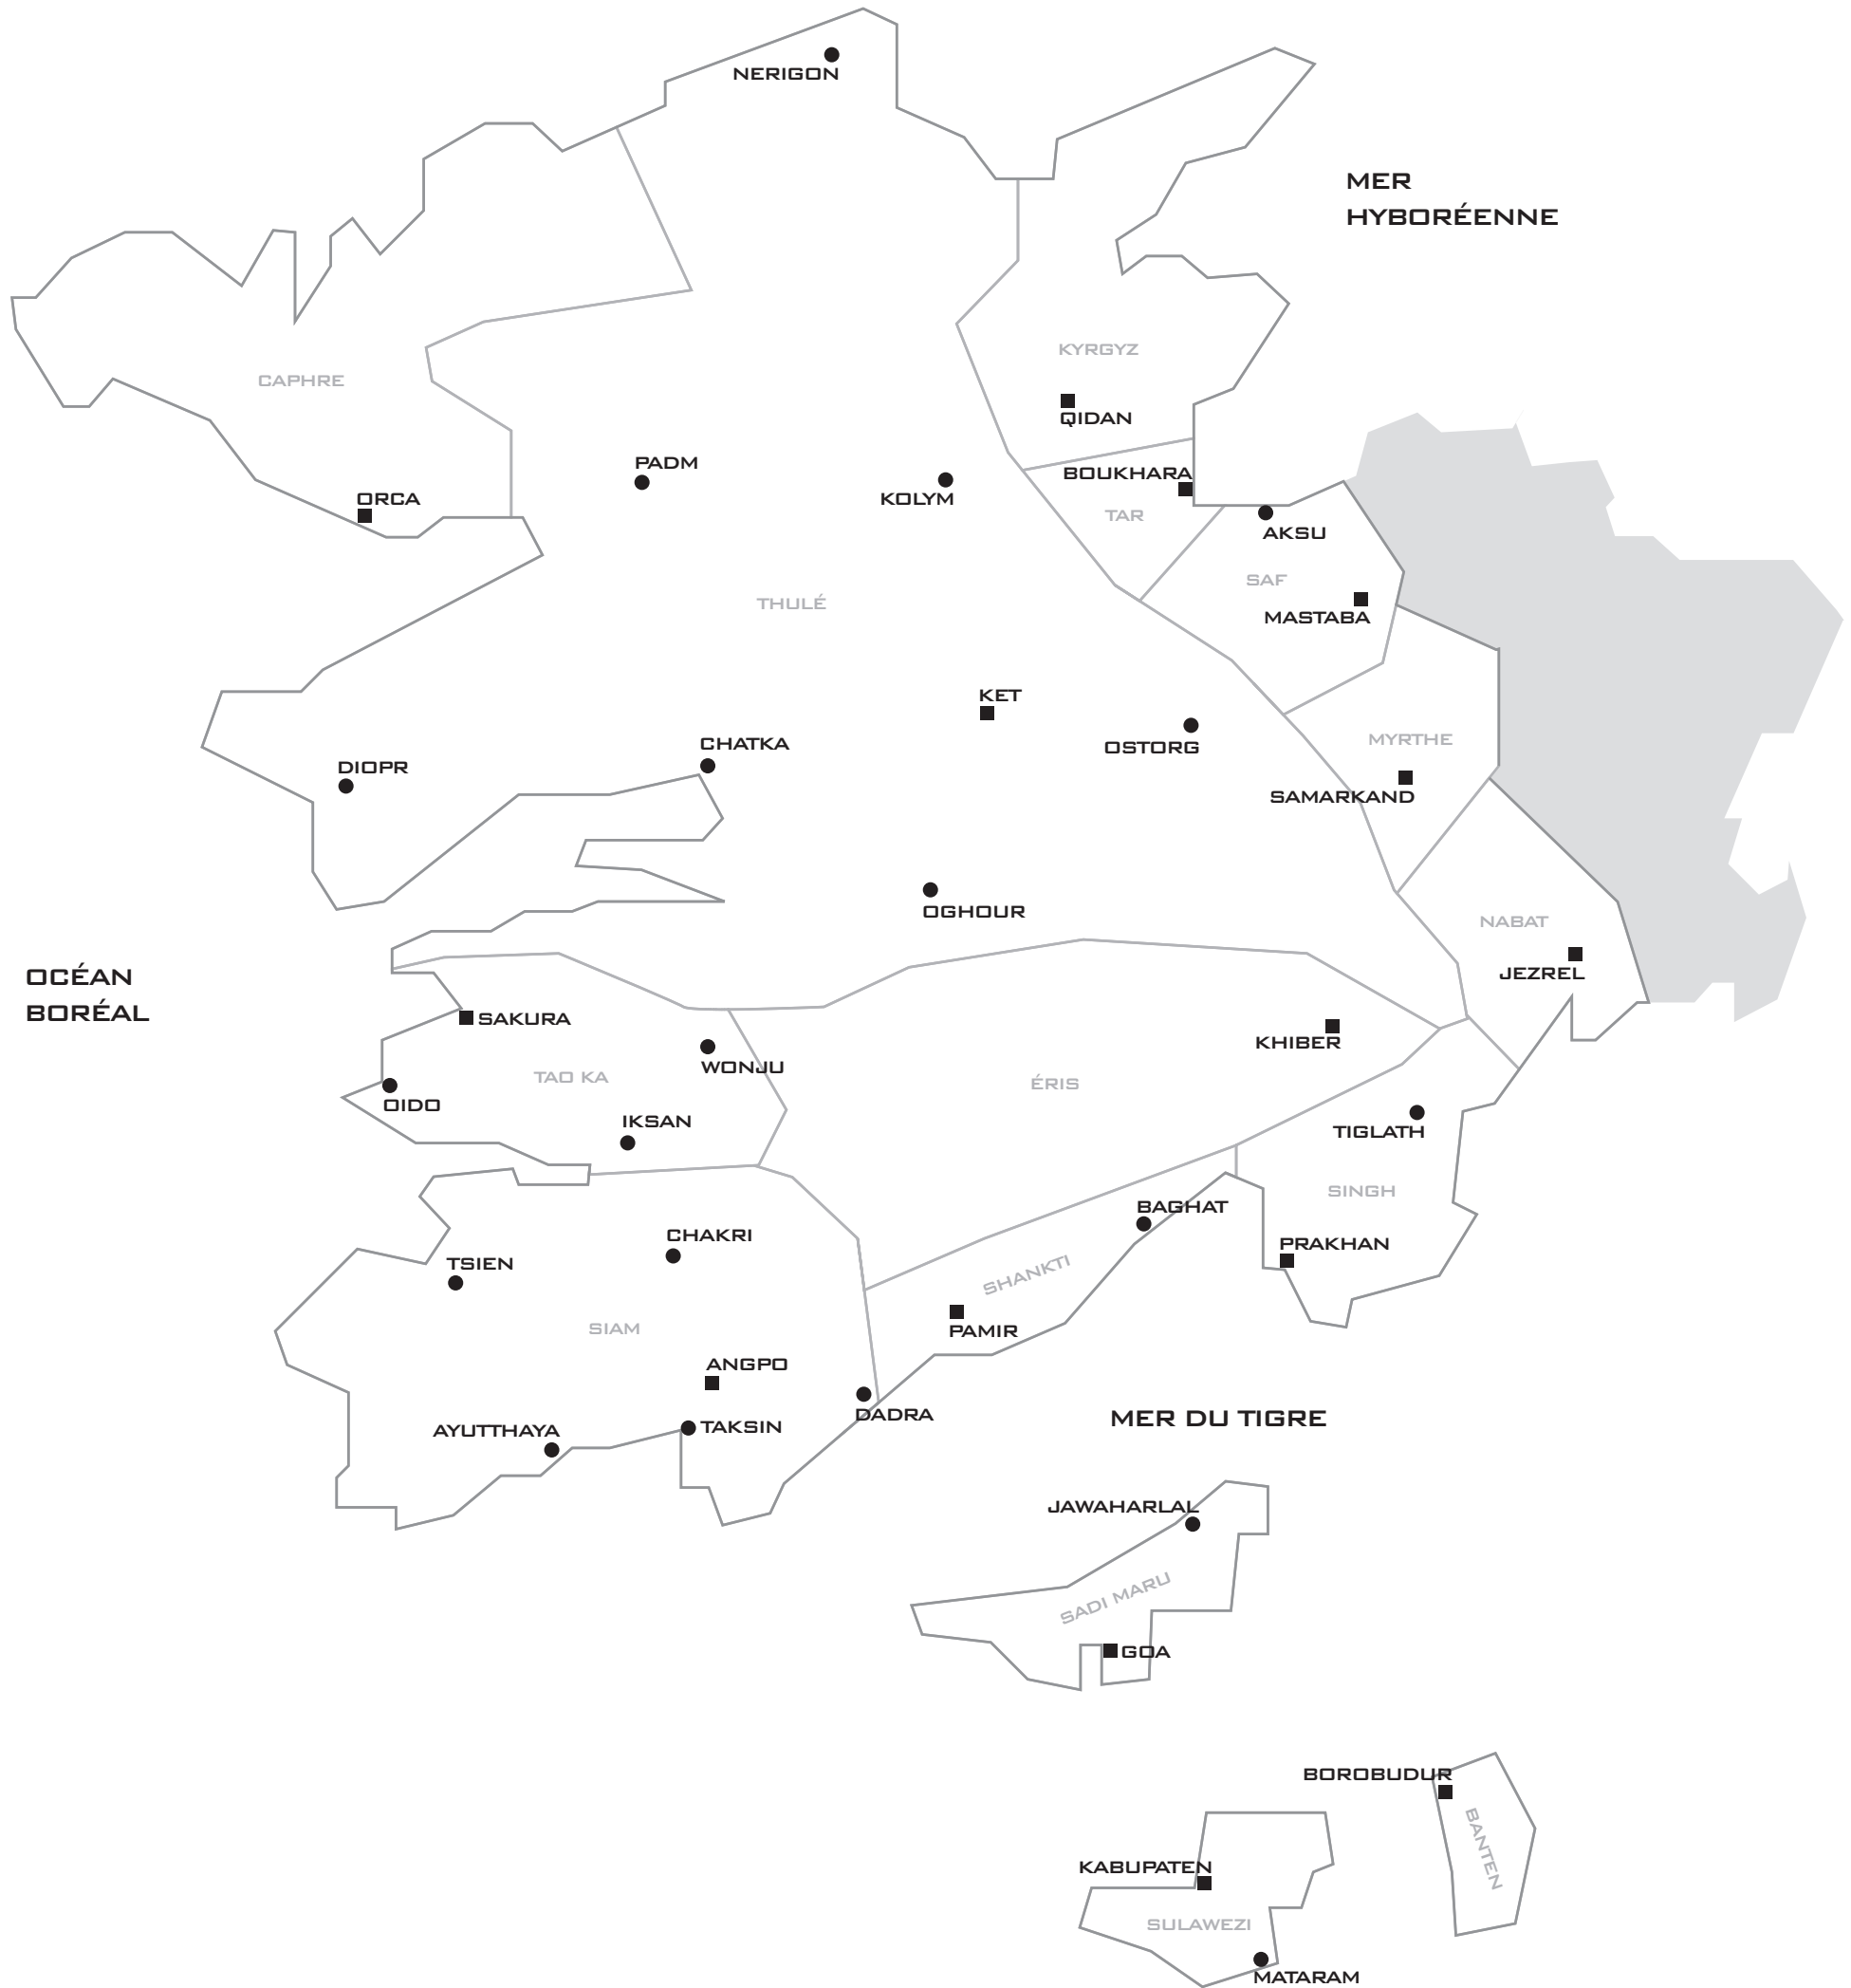 NERIGON
MER
HYBORÉENNE
KYRGYZ
CAPHRE
QIDAN
PADM
BOUKHARA
ORCA
KOLYM
TAR
AKSU
SAF
THULÉ
MASTABA
KET
CHATKA
OSTORG
MYRTHE
DIOPR
SAMARKAND
OGHOUR
NABAT
OCÉAN
BORÉAL
JEZREL
SAKURA
KHIBER
WONJU
TAO KA
ÉRIS
OIDO
IKSAN
TIGLATH
SINGH
BAGHAT
CHAKRI
PRAKHAN
TSIEN
SHANKTI
SIAM
PAMIR
ANGPO
DADRA
MER DU TIGRE
AYUTTHAYA
TAKSIN
JAWAHARLAL
SADI MARU
GOA
BOROBUDUR
BANTEN
KABUPATEN
SULAWEZI
MATARAM